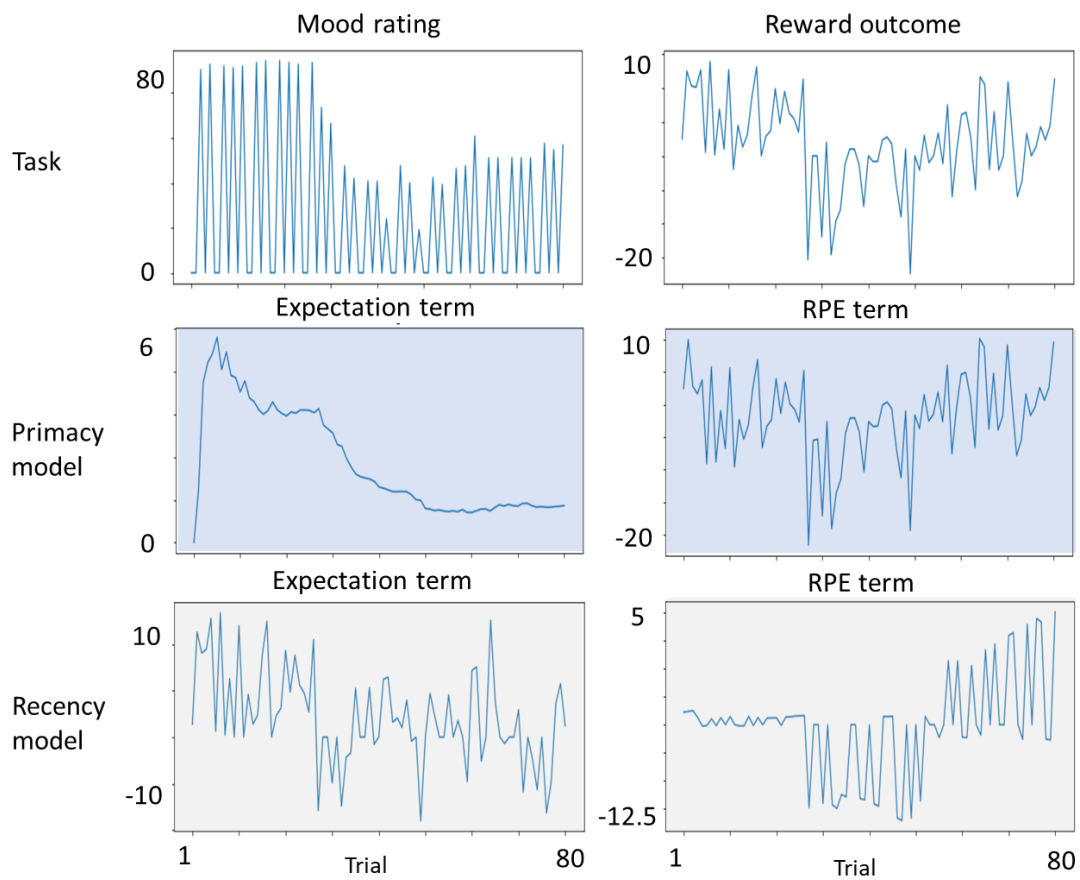 Mood rating
Reward outcome
Task
80
0
10
-20
Expectation term
RPE term
Primacy
model
6
0
10
-20
Expectation term
RPE term
Recency
model
10
-10
5
-12.5
1
Trial
80
1
Trial
80